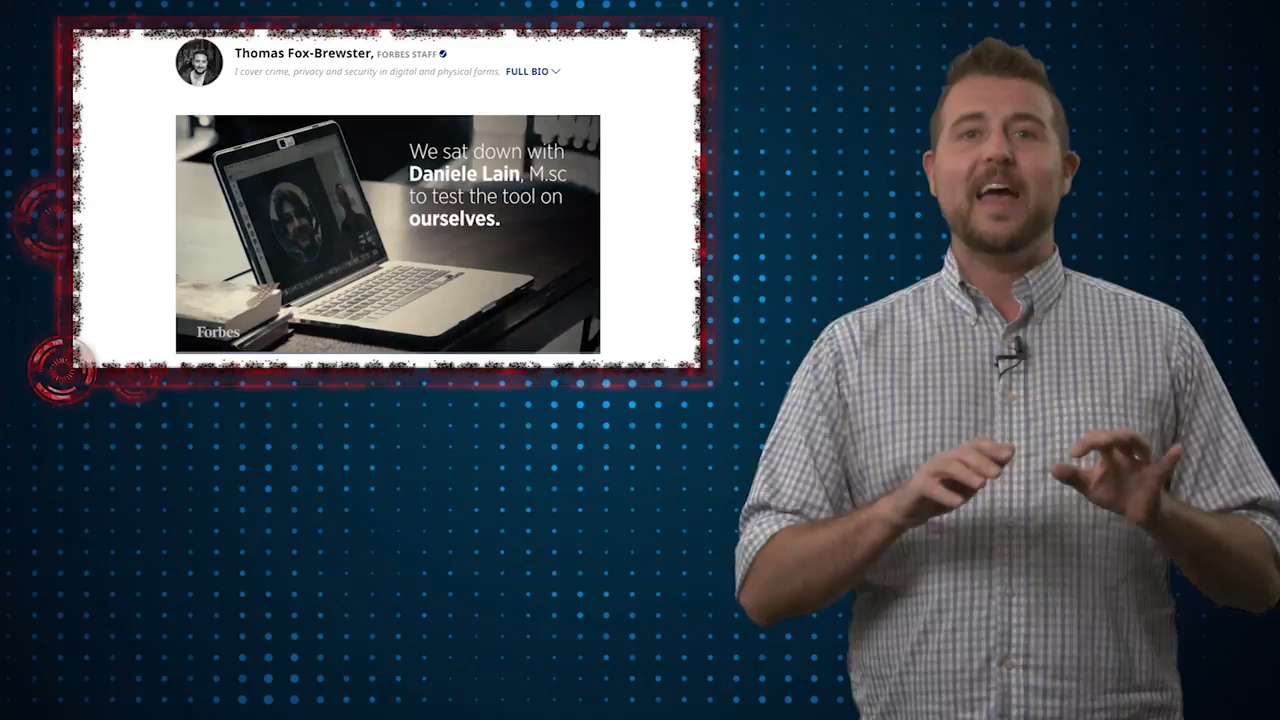 Thomas Fox-Brewster, FORBES STAFF
I cover crime, privacy and security in digital and physical forms. FULL BIO
We sat down with
Daniele Lain, M.sc
to test the tool on
ourselves.
Forbes